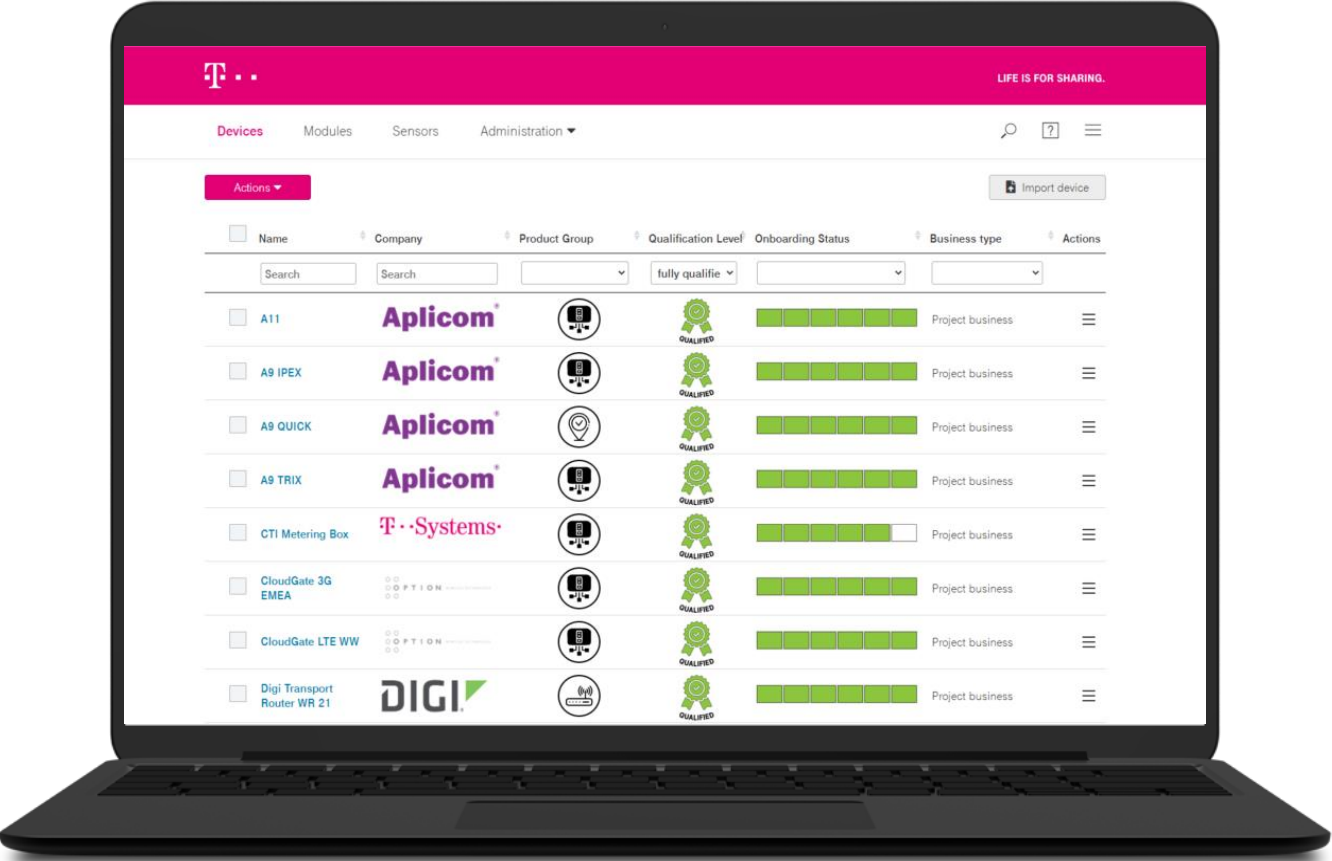 T
LIFE IS FOR SHARING.
Devices Modules Sensors Administration
?
Actions
Import device
Name Company Product Group Qualification Level Onboarding Status Business type Actions
Search Search fully qualifie
A11 Aplicom® QUALIFIED Project business
A9 IPEX Aplicom® QUALIFIED Project business
A9 QUICK Aplicom® QUALIFIED Project business
A9 TRIX Aplicom® QUALIFIED Project business
CTI Metering Box T··Systems· QUALIFIED Project business
CloudGate 3G
EMEA OPTION QUALIFIED Project business
CloudGate LTE WW OPTION QUALIFIED Project business
Digi Transport
Router WR 21 DIGI QUALIFIED Project business